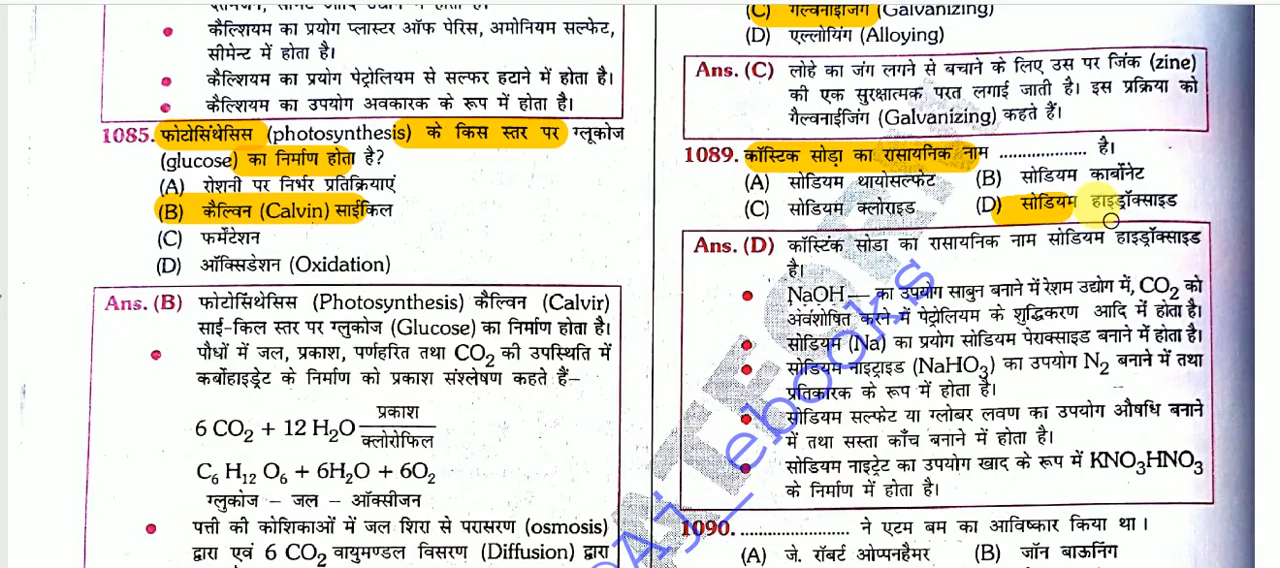 कैल्शियम का प्रयोग प्लास्टर ऑफ पेरिस, अमोनियम सल्फेट,
सीमेन्ट में होता है।
कैल्शियम का प्रयोग पेट्रोलियम से सल्फर हटाने में होता है।
कैल्शियम का उपयोग अवकारक के रूप में होता है।
1085. फोटोसिंथेसिस (photosynthesis) के किस स्तर पर ग्लूकोज
(glucose) का निर्माण होता है?
(A) रोशनी पर निर्भर प्रतिक्रियाएं
(B) कैल्विन (Calvin) साईकिल
(C) फर्मेंटेशन
(D) ऑक्सिडेशन (Oxidation)
Ans. (B) फोटोसिंथेसिस (Photosynthesis) कैल्विन (Calvir)
साई-किल स्तर पर ग्लुकोज (Glucose) का निर्माण होता है।
पौधों में जल, प्रकाश, पर्णहरित तथा CO₂ की उपस्थिति में
कर्बोहाइड्रेट के निर्माण को प्रकाश संश्लेषण कहते हैं–
प्रकाश
6 CO₂ + 12 H₂O
क्लोरोफिल
C₆ H₁₂ O₆ + 6H₂O + 6O₂
ग्लुकोज – जल – ऑक्सीजन
पत्ती की कोशिकाओं में जल शिरा से परासरण (osmosis)
द्वारा एवं 6 CO₂ वायुमण्डल विसरण (Diffusion) द्वारा
(C) गैल्वनाइजिंग (Galvanizing)
(D) एल्लोयिंग (Alloying)
Ans. (C) लोहे का जंग लगने से बचाने के लिए उस पर जिंक (zine)
की एक सुरक्षात्मक परत लगाई जाती है। इस प्रक्रिया को
गैल्वनाईजिंग (Galvanizing) कहते हैं।
1089. कॉस्टिक सोड़ा का रासायनिक नाम .................... है।
(A) सोडियम थायोसल्फेट (B) सोडियम कार्बोनेट
(C) सोडियम क्लोराइड (D) सोडियम हाइड्रॉक्साइड
Ans. (D) कॉस्टिंक सोडा का रासायनिक नाम सोडियम हाइड्रॉक्साइड
है।
NaOH— का उपयोग साबुन बनाने में रेशम उद्योग में, CO₂ को
अवशोषित करने में पेट्रोलियम के शुद्धिकरण आदि में होता है।
सोडियम (Na) का प्रयोग सोडियम पेराक्साइड बनाने में होता है।
सोडियम नाइट्राइड (NaHO₃) का उपयोग N₂ बनाने में तथा
प्रतिकारक के रूप में होता है।
सोडियम सल्फेट या ग्लोबर लवण का उपयोग औषधि बनाने
में तथा सस्ता काँच बनाने में होता है।
सोडियम नाइट्रेट का उपयोग खाद के रूप में KNO₃HNO₃
के निर्माण में होता है।
1090. ......................... ने एटम बम का आविष्कार किया था।
(A) जे. रॉबर्ट ओप्पनहैमर (B) जॉन बाऊनिंग
ebooks